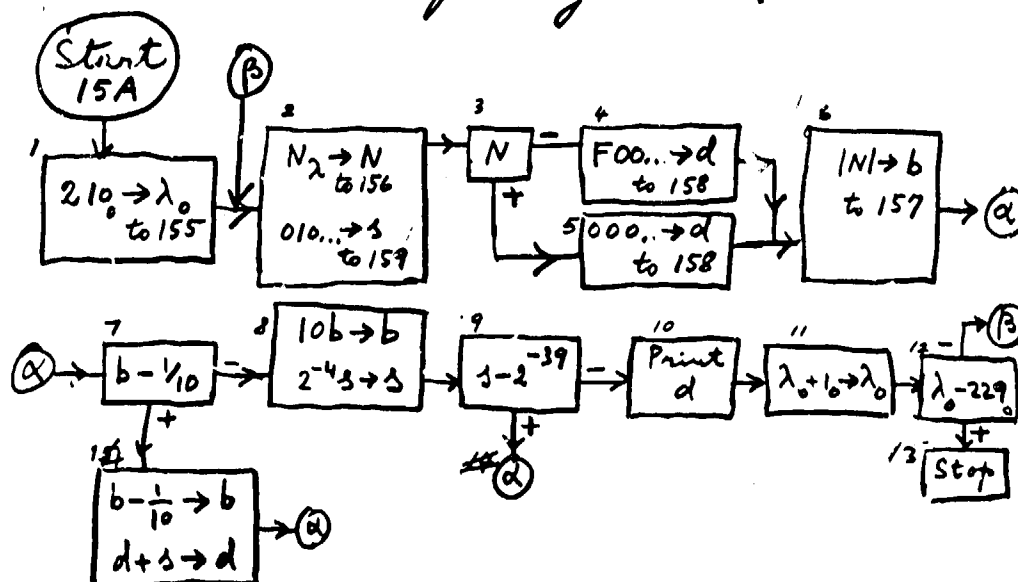 Start
15A
β
1
2 10₀ → λ₀
to 155
2
N_λ → N
to 156
010... → s
to 159
3
N
−
+
4
F00... → d
to 158
5
000.. → d
to 158
6
|N| → b
to 157
α
α
7
b − 1/10
−
+
8
10b → b
2⁻⁴s → s
9
s − 2⁻³⁹
−
+
α
10
Print
d
11
λ₀ + 1₀ → λ₀
12
λ₀ − 229₀
−
β
+
13
Stop
b − 1/10 → b
d + s → d
α